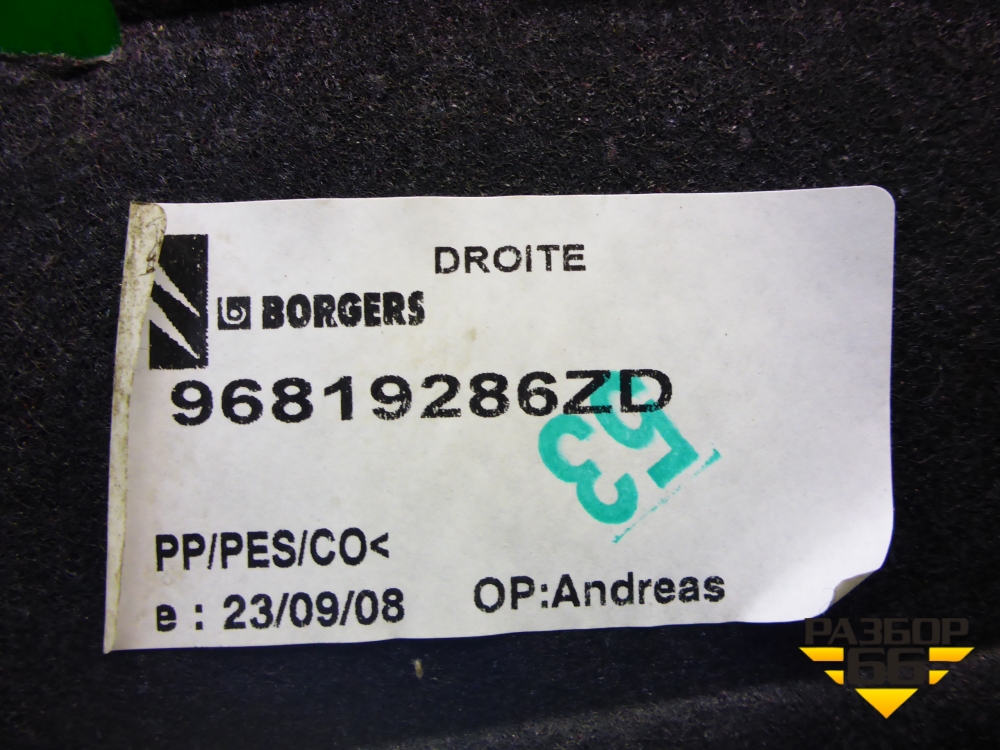 DROITE
BORGERS
96819286ZD
53
PP/PES/CO<
e : 23/09/08
OP:Andreas
РАЗБОР
66